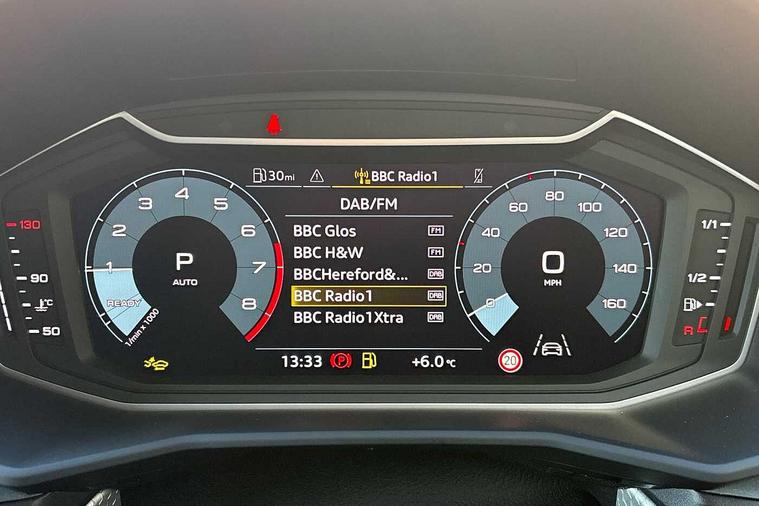 30mi
BBC Radio1
DAB/FM
BBC Glos FM
BBC H&W FM
BBCHereford&... DAB
BBC Radio1 DAB
BBC Radio1Xtra DAB
READY
1
2
3
4
5
6
7
8
1/min x 1000
P
AUTO
0
20
40
60
80
100
120
140
160
0
MPH
130
90
°C
50
1/1
1/2
R
13:33
P
+6.0°C
20